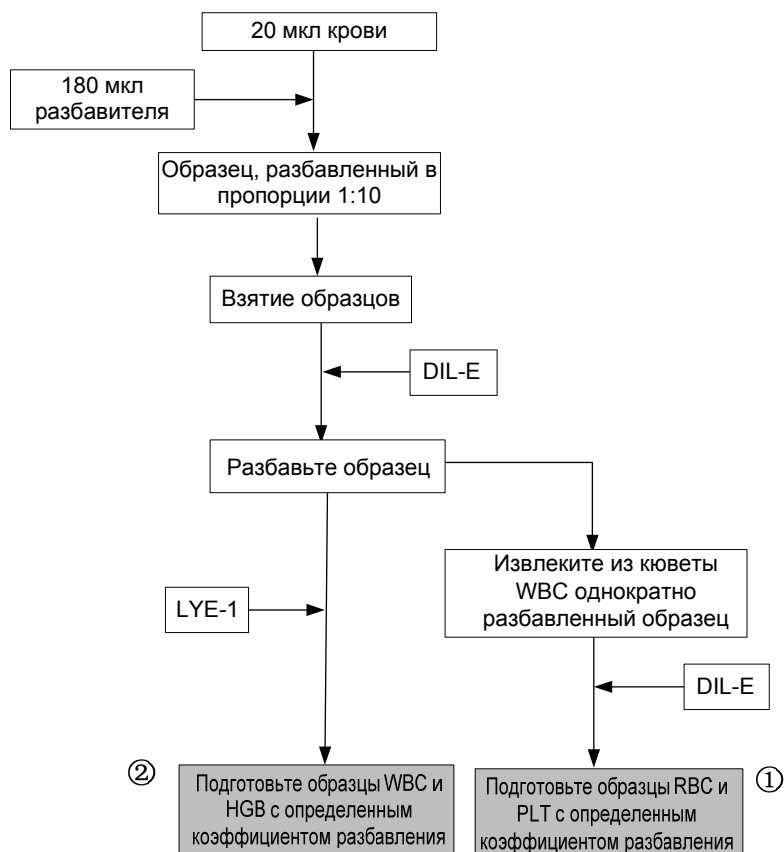 20 мкл крови
180 мкл
разбавителя
Образец, разбавленный в
пропорции 1:10
Взятие образцов
DIL-E
Разбавьте образец
Извлеките из кюветы
WBC однократно
разбавленный образец
LYE-1
DIL-E
②
Подготовьте образцы WBC и
HGB с определенным
коэффициентом разбавления
Подготовьте образцы RBC и
PLT с определенным
коэффициентом разбавления
①